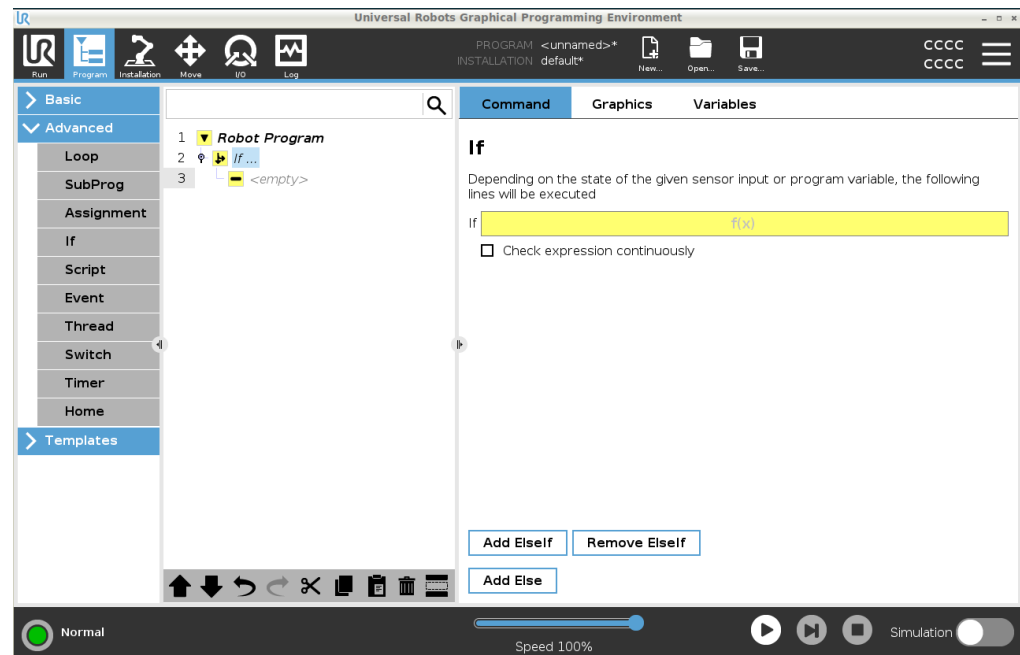 Universal Robots Graphical Programming Environment
Run
Program
Installation
Move
I/O
Log
PROGRAM <unnamed>*
INSTALLATION default*
New...
Open...
Save...
CCCC
CCCC
Basic
Advanced
Loop
SubProg
Assignment
If
Script
Event
Thread
Switch
Timer
Home
Templates
1 Robot Program
2 If ...
3 <empty>
Command Graphics Variables
If
Depending on the state of the given sensor input or program variable, the following
lines will be executed
If f(x)
Check expression continuously
Add ElseIf Remove ElseIf
Add Else
Normal
Speed 100%
Simulation